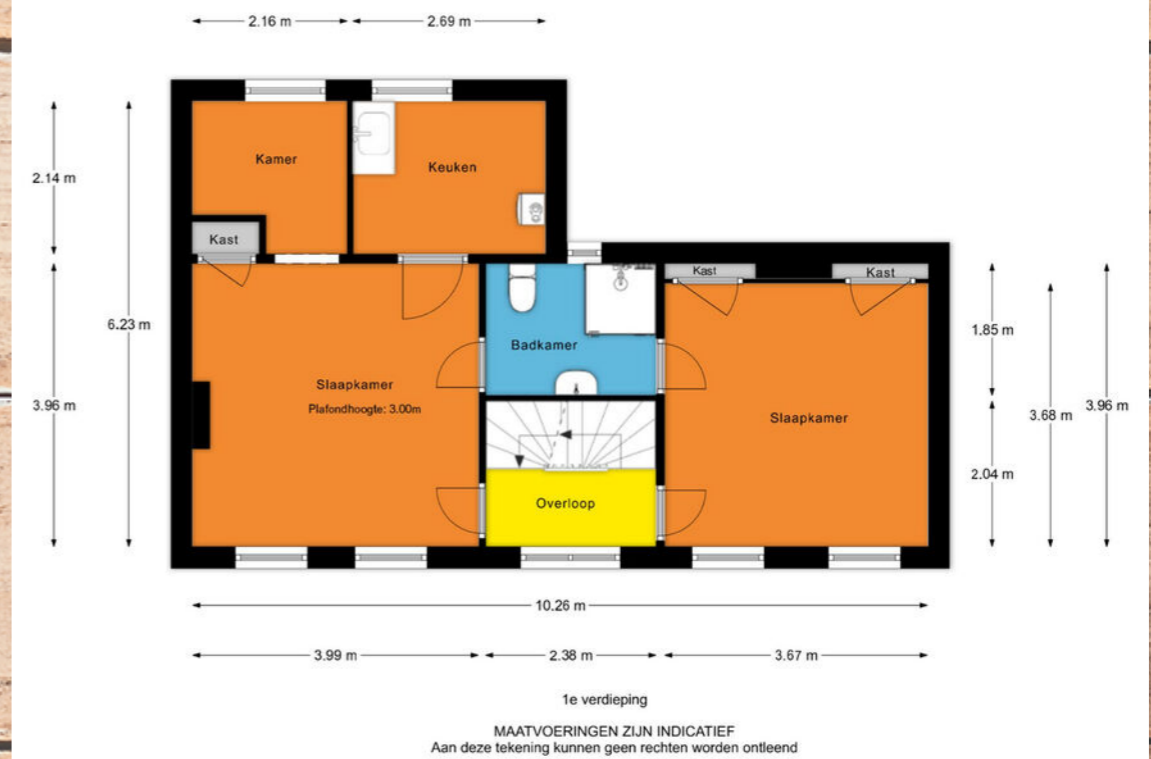 2.16 m
2.69 m
Kamer
Keuken
2.14 m
Kast
Kast
Kast
6.23 m
1.85 m
Badkamer
Slaapkamer
Plafondhoogte: 3.00m
3.96 m
3.68 m
3.96 m
Slaapkamer
2.04 m
Overloop
10.26 m
3.99 m
2.38 m
3.67 m
1e verdieping
MAATVOERINGEN ZIJN INDICATIEF
Aan deze tekening kunnen geen rechten worden ontleend